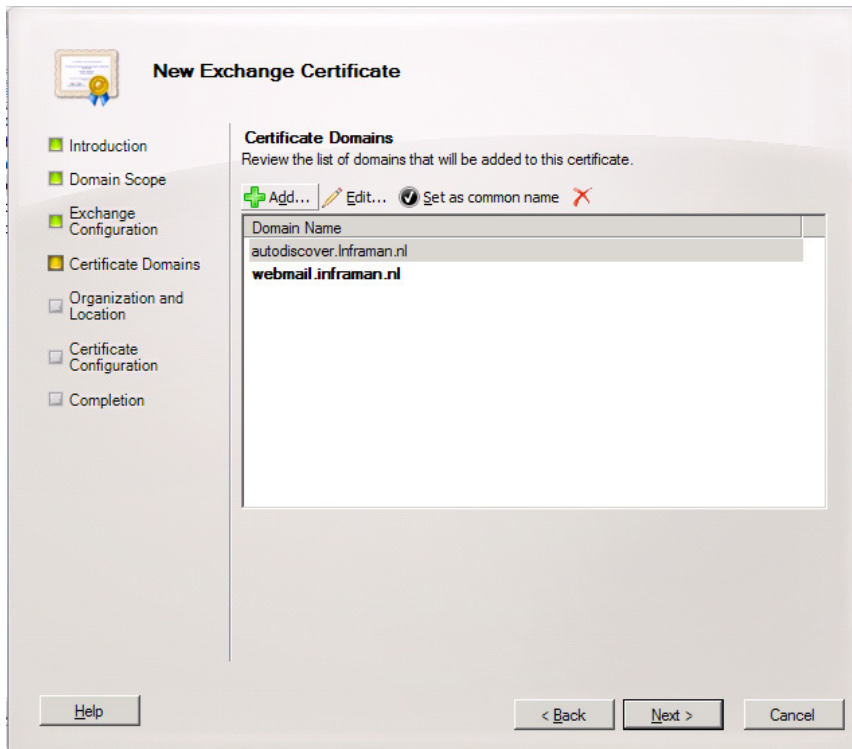 New Exchange Certificate
Introduction
Domain Scope
Exchange
Configuration
Certificate Domains
Organization and
Location
Certificate
Configuration
Completion
Certificate Domains
Review the list of domains that will be added to this certificate.
Add... Edit... Set as common name
Domain Name
autodiscover.Inframan.nl
webmail.inframan.nl
Help
< Back Next > Cancel